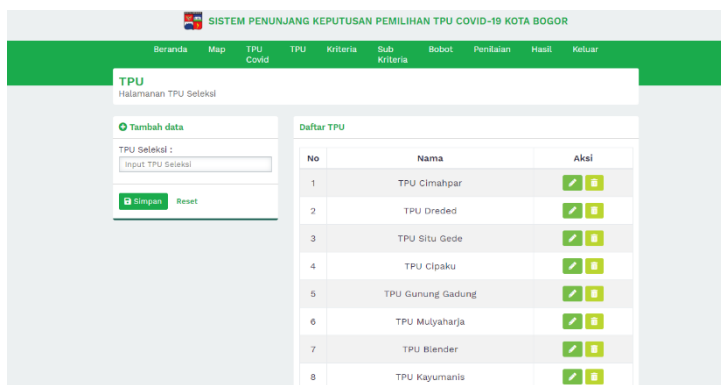 SISTEM PENUNJANG KEPUTUSAN PEMILIHAN TPU COVID-19 KOTA BOGOR
Beranda Map TPU Covid TPU Kriteria Sub Kriteria Bobot Penilaian Hasil Keluar
TPU
Halamanan TPU Seleksi
Tambah data
TPU Seleksi :
Input TPU Seleksi
Simpan Reset
Daftar TPU
No Nama Aksi
1 TPU Cimahpar
2 TPU Dreded
3 TPU Situ Gede
4 TPU Cipaku
5 TPU Gunung Gadung
6 TPU Mulyaharja
7 TPU Blender
8 TPU Kayumanis